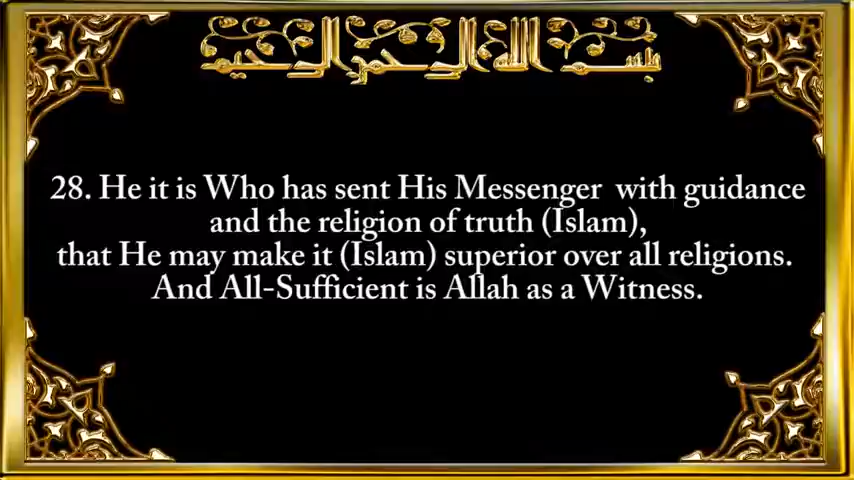 بسم الله الرحمن الرحيم
28. He it is Who has sent His Messenger with guidance
and the religion of truth (Islam),
that He may make it (Islam) superior over all religions.
And All-Sufficient is Allah as a Witness.